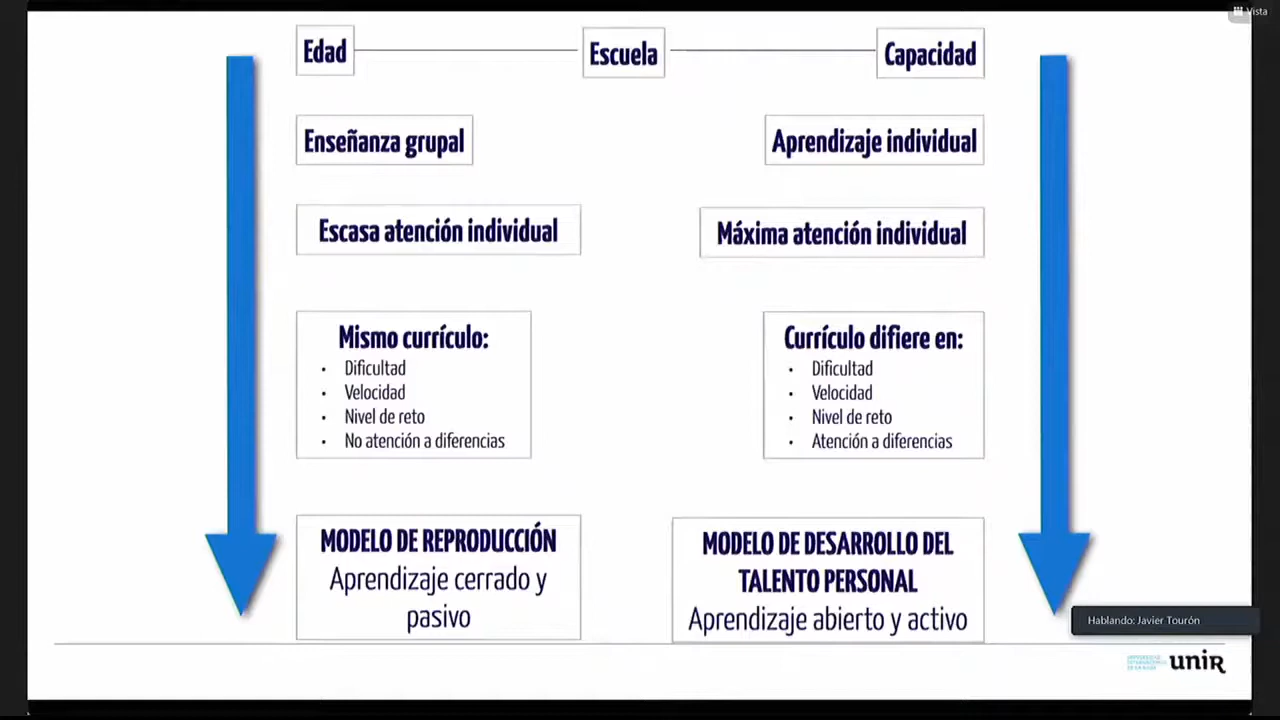 Vista
Edad
Escuela
Capacidad
Enseñanza grupal
Aprendizaje individual
Escasa atención individual
Máxima atención individual
Mismo currículo:
• Dificultad
• Velocidad
• Nivel de reto
• No atención a diferencias
Currículo difiere en:
• Dificultad
• Velocidad
• Nivel de reto
• Atención a diferencias
MODELO DE REPRODUCCIÓN
Aprendizaje cerrado y
pasivo
MODELO DE DESARROLLO DEL
TALENTO PERSONAL
Aprendizaje abierto y activo
Hablando: Javier Tourón
unir